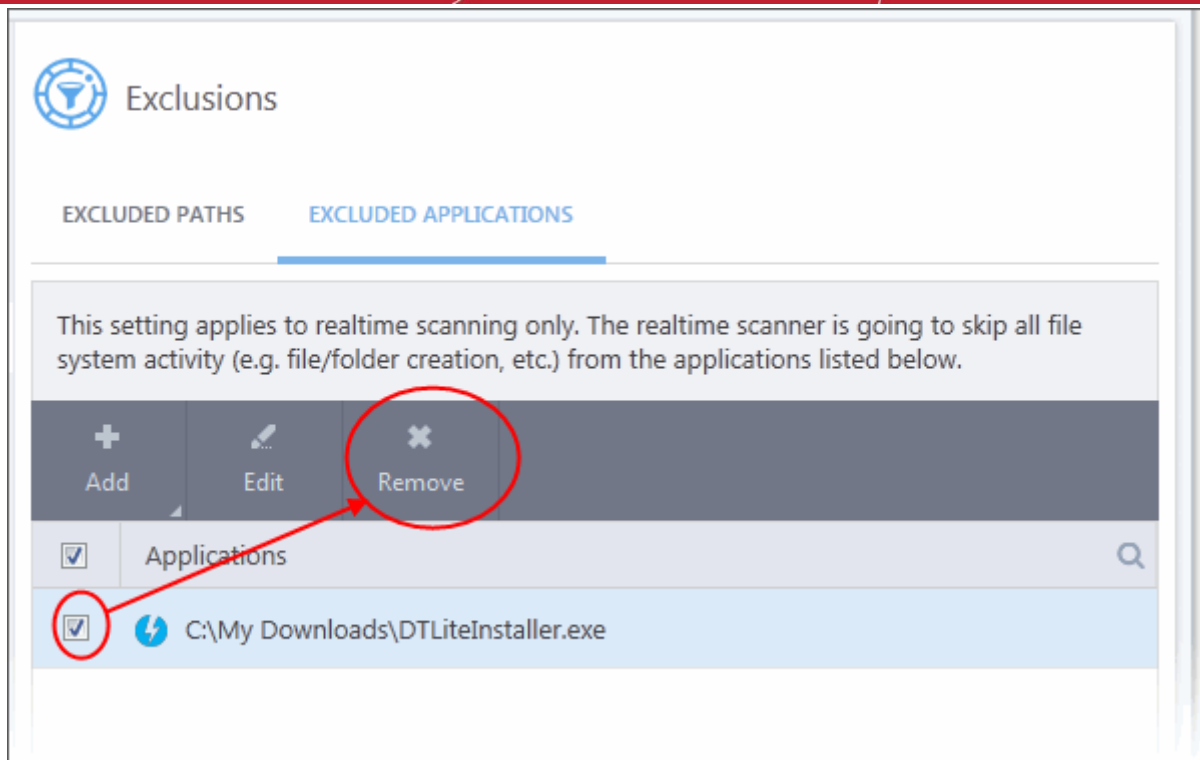 Exclusions
EXCLUDED PATHS EXCLUDED APPLICATIONS
This setting applies to realtime scanning only. The realtime scanner is going to skip all file
system activity (e.g. file/folder creation, etc.) from the applications listed below.
Add Edit Remove
Applications
C:\My Downloads\DTLiteInstaller.exe